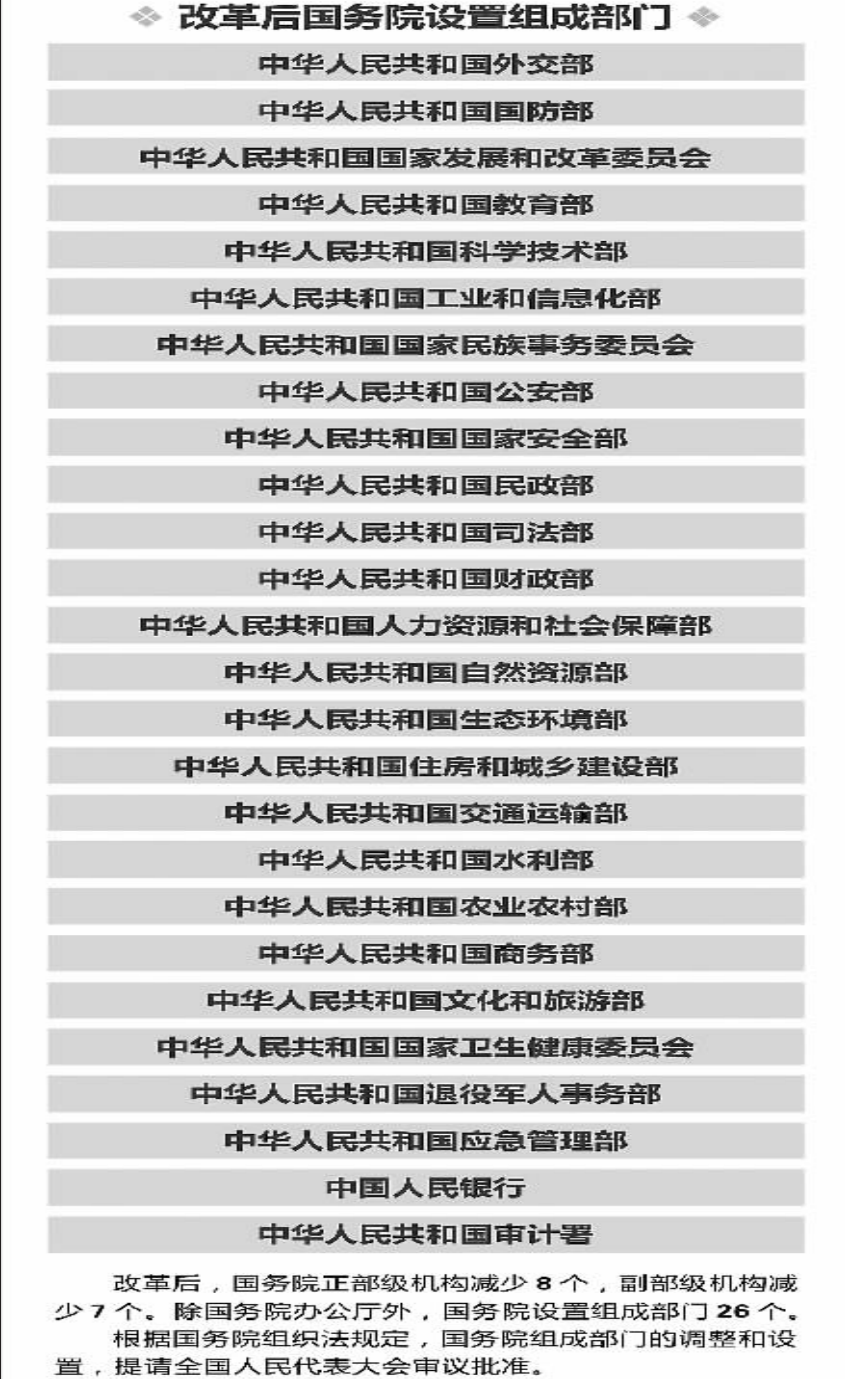 改革后国务院设置组成部门
中华人民共和国外交部
中华人民共和国国防部
中华人民共和国国家发展和改革委员会
中华人民共和国教育部
中华人民共和国科学技术部
中华人民共和国工业和信息化部
中华人民共和国国家民族事务委员会
中华人民共和国公安部
中华人民共和国国家安全部
中华人民共和国民政部
中华人民共和国司法部
中华人民共和国财政部
中华人民共和国人力资源和社会保障部
中华人民共和国自然资源部
中华人民共和国生态环境部
中华人民共和国住房和城乡建设部
中华人民共和国交通运输部
中华人民共和国水利部
中华人民共和国农业农村部
中华人民共和国商务部
中华人民共和国文化和旅游部
中华人民共和国国家卫生健康委员会
中华人民共和国退役军人事务部
中华人民共和国应急管理部
中国人民银行
中华人民共和国审计署
改革后，国务院正部级机构减少8个，副部级机构减
少7个。除国务院办公厅外，国务院设置组成部门26个。
根据国务院组织法规定，国务院组成部门的调整和设
置，提请全国人民代表大会审议批准。